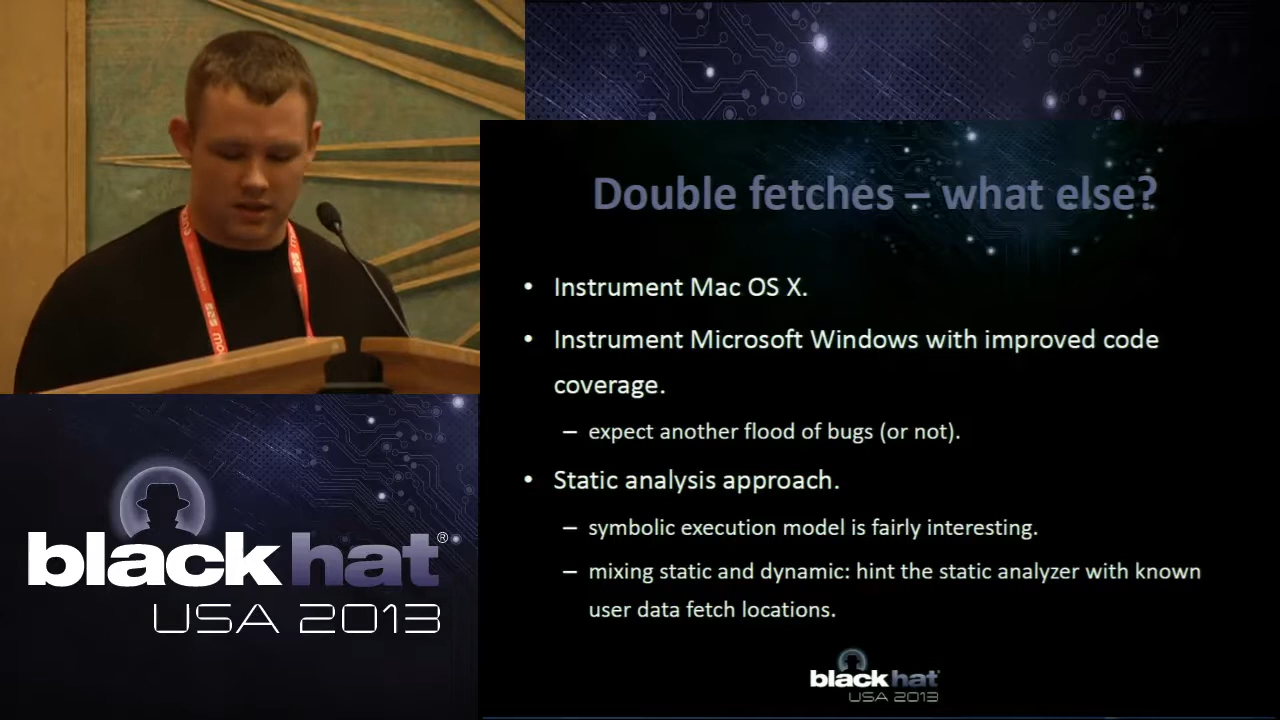 Double fetches – what else?
• Instrument Mac OS X.
• Instrument Microsoft Windows with improved code
coverage.
– expect another flood of bugs (or not).
• Static analysis approach.
– symbolic execution model is fairly interesting.
– mixing static and dynamic: hint the static analyzer with known
user data fetch locations.
black hat®
USA 2013
black hat
USA 2013